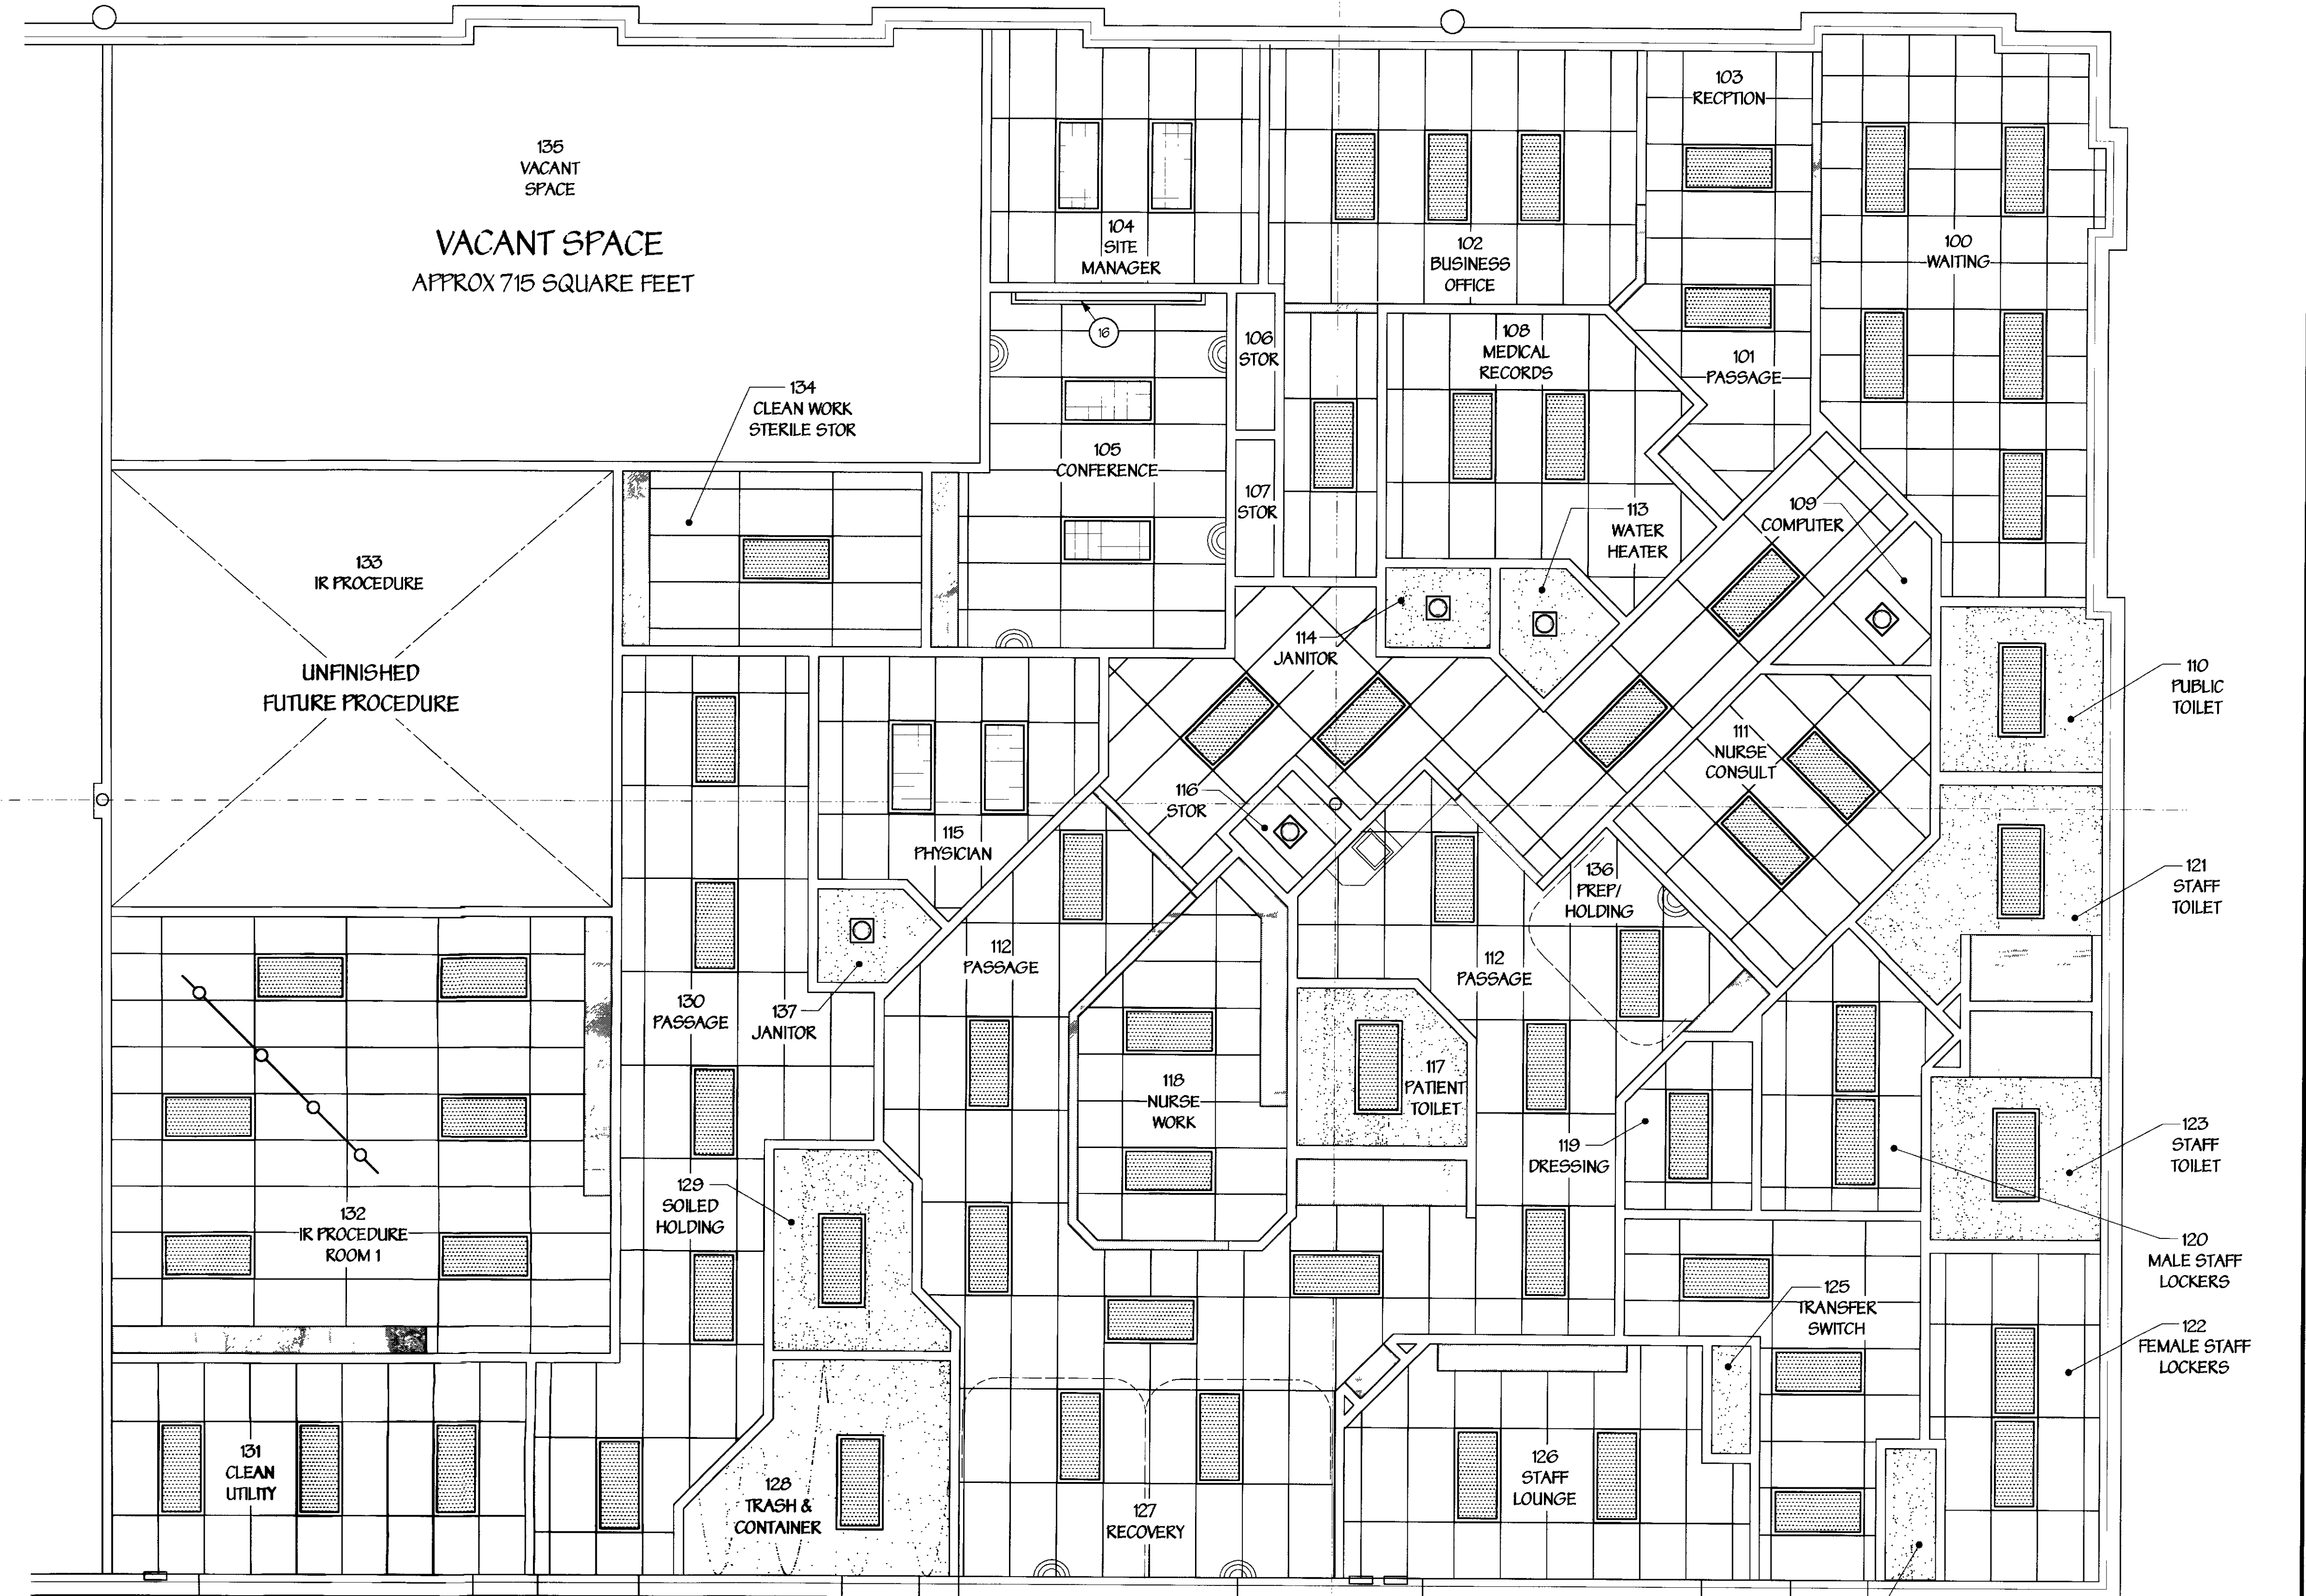 135
VACANT
SPACE
VACANT SPACE
APPROX 715 SQUARE FEET
104
SITE
MANAGER
102
BUSINESS
OFFICE
103
RECPTION
100
WAITING
16
106
STOR
108
MEDICAL
RECORDS
101
PASSAGE
134
CLEAN WORK
STERILE STOR
105
CONFERENCE
107
STOR
113
WATER
HEATER
109
COMPUTER
133
IR PROCEDURE
UNFINISHED
FUTURE PROCEDURE
114
JANITOR
110
PUBLIC
TOILET
111
NURSE
CONSULT
116
STOR
115
PHYSICIAN
136
PREP/
HOLDING
121
STAFF
TOILET
112
PASSAGE
112
PASSAGE
130
PASSAGE
137
JANITOR
118
NURSE
WORK
117
PATIENT
TOILET
119
DRESSING
123
STAFF
TOILET
129
SOILED
HOLDING
132
IR PROCEDURE
ROOM 1
120
MALE STAFF
LOCKERS
125
TRANSFER
SWITCH
122
FEMALE STAFF
LOCKERS
131
CLEAN
UTILITY
128
TRASH &
CONTAINER
127
RECOVERY
126
STAFF
LOUNGE